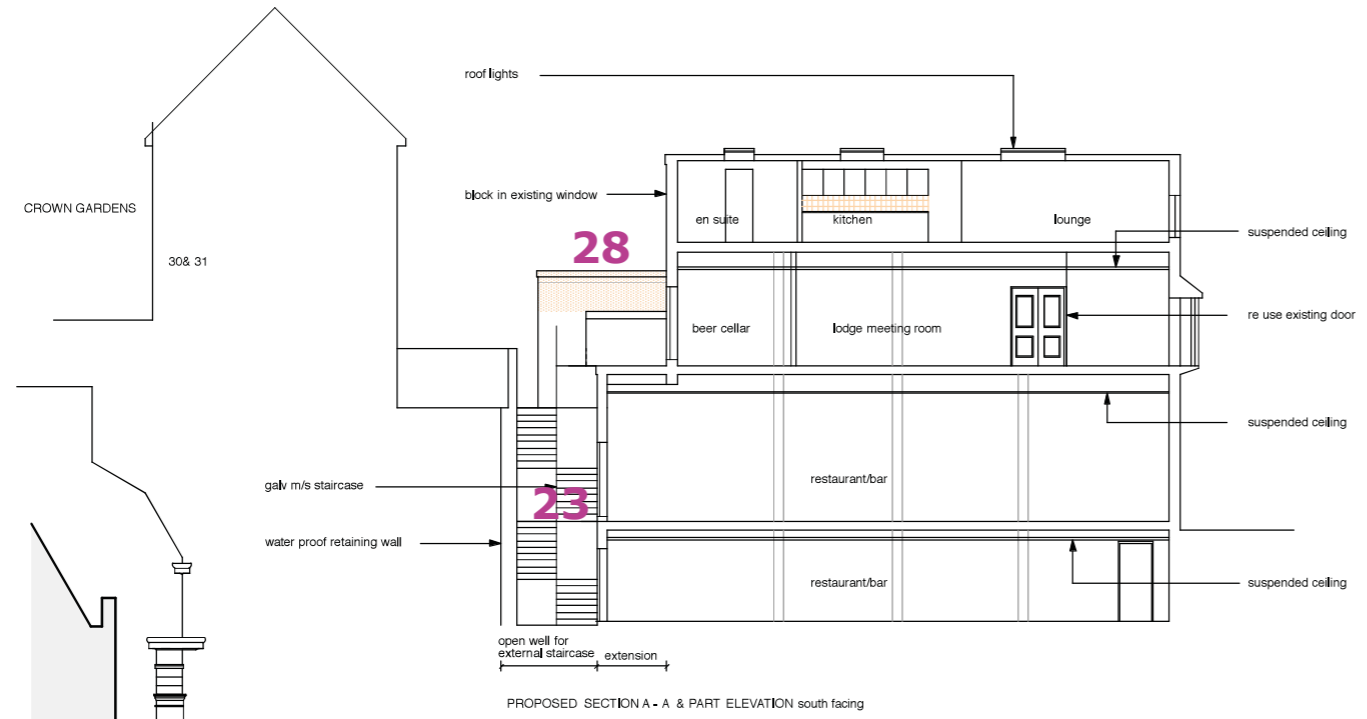 roof lights
block in existing window
CROWN GARDENS
30& 31
28
en suite
kitchen
lounge
suspended ceiling
beer cellar
lodge meeting room
re use existing door
suspended ceiling
galv m/s staircase
23
restaurant/bar
water proof retaining wall
restaurant/bar
suspended ceiling
open well for
external staircase
extension
PROPOSED SECTION A - A & PART ELEVATION south facing